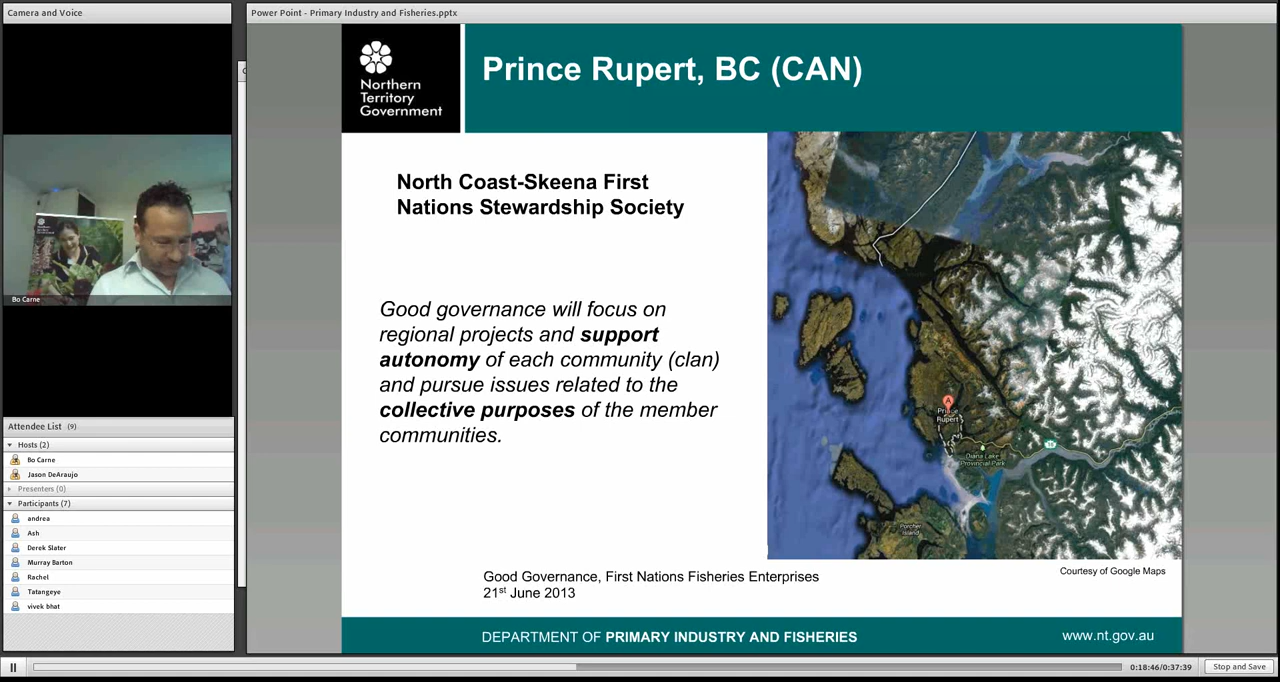 Camera and Voice
Bo Carne
Attendee List (9)
Hosts (2)
Bo Carne
Jason DeAraujo
Presenters (0)
Participants (7)
andrea
Ash
Derek Slater
Murray Barton
Rachel
Tatangeye
vivek bhat
Power Point - Primary Industry and Fisheries.pptx
Northern
Territory
Government
Prince Rupert, BC (CAN)
North Coast-Skeena First
Nations Stewardship Society
Good governance will focus on
regional projects and support
autonomy of each community (clan)
and pursue issues related to the
collective purposes of the member
communities.
A
Prince
Rupert
Diana Lake
Provincial Park
16
Porcher
Island
Courtesy of Google Maps
Good Governance, First Nations Fisheries Enterprises
21st June 2013
DEPARTMENT OF PRIMARY INDUSTRY AND FISHERIES
www.nt.gov.au
0:18:46/0:37:39
Stop and Save